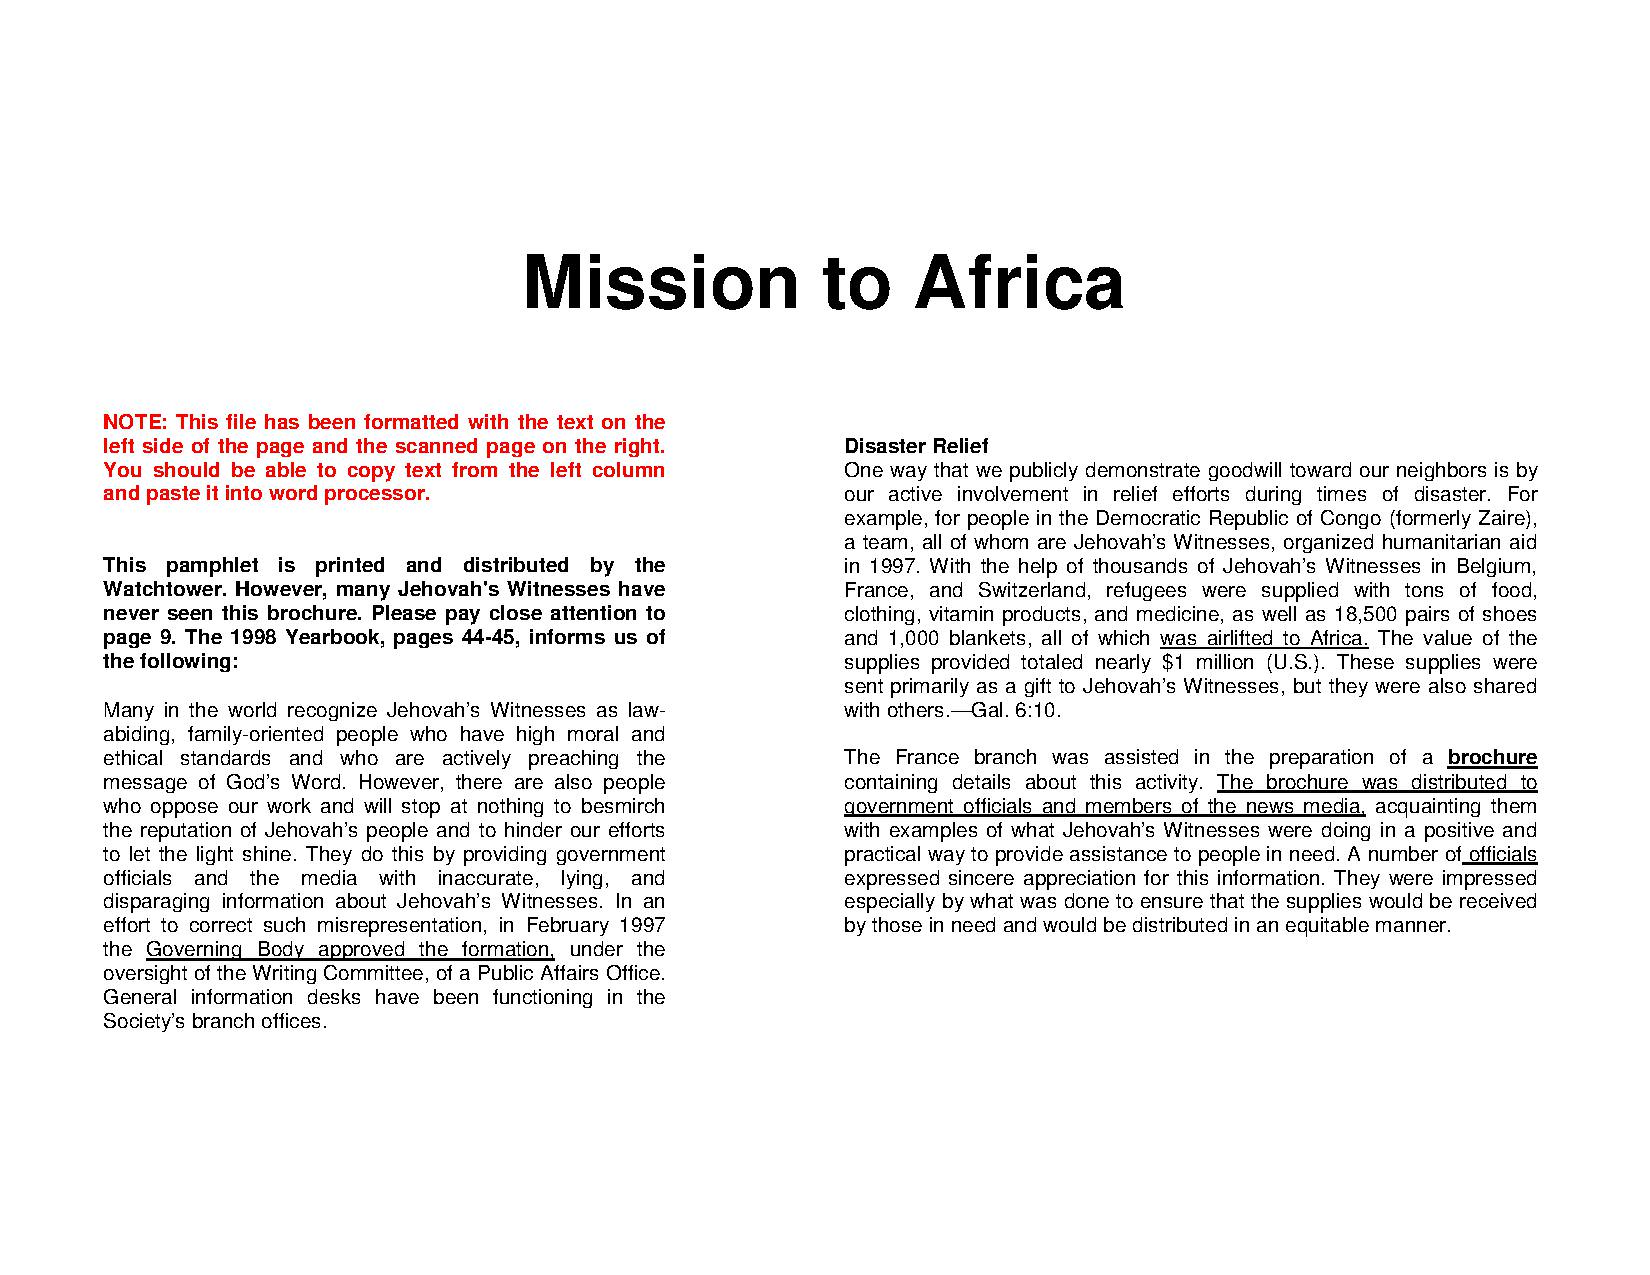 Mission to Africa
NOTE: This file has been formatted with the text on the
left side of the page and the scanned page on the right.
You should be able to copy text from the left column
and paste it into word processor.
This pamphlet is printed and distributed by the
Watchtower. However, many Jehovah's Witnesses have
never seen this brochure. Please pay close attention to
page 9. The 1998 Yearbook, pages 44-45, informs us of
the following:
Many in the world recognize Jehovah’s Witnesses as law-
abiding, family-oriented people who have high moral and
ethical standards and who are actively preaching the
message of God’s Word. However, there are also people
who oppose our work and will stop at nothing to besmirch
the reputation of Jehovah’s people and to hinder our efforts
to let the light shine. They do this by providing government
officials and the media with inaccurate, lying, and
disparaging information about Jehovah’s Witnesses. In an
effort to correct such misrepresentation, in February 1997
the Governing Body approved the formation, under the
oversight of the Writing Committee, of a Public Affairs Office.
General information desks have been functioning in the
Society’s branch offices.
Disaster Relief
One way that we publicly demonstrate goodwill toward our neighbors is by
our active involvement in relief efforts during times of disaster. For
example, for people in the Democratic Republic of Congo (formerly Zaire),
a team, all of whom are Jehovah’s Witnesses, organized humanitarian aid
in 1997. With the help of thousands of Jehovah’s Witnesses in Belgium,
France, and Switzerland, refugees were supplied with tons of food,
clothing, vitamin products, and medicine, as well as 18,500 pairs of shoes
and 1,000 blankets, all of which was airlifted to Africa. The value of the
supplies provided totaled nearly $1 million (U.S.). These supplies were
sent primarily as a gift to Jehovah’s Witnesses, but they were also shared
with others.—Gal. 6:10.
The France branch was assisted in the preparation of a brochure
containing details about this activity. The brochure was distributed to
government officials and members of the news media, acquainting them
with examples of what Jehovah’s Witnesses were doing in a positive and
practical way to provide assistance to people in need. A number of officials
expressed sincere appreciation for this information. They were impressed
especially by what was done to ensure that the supplies would be received
by those in need and would be distributed in an equitable manner.